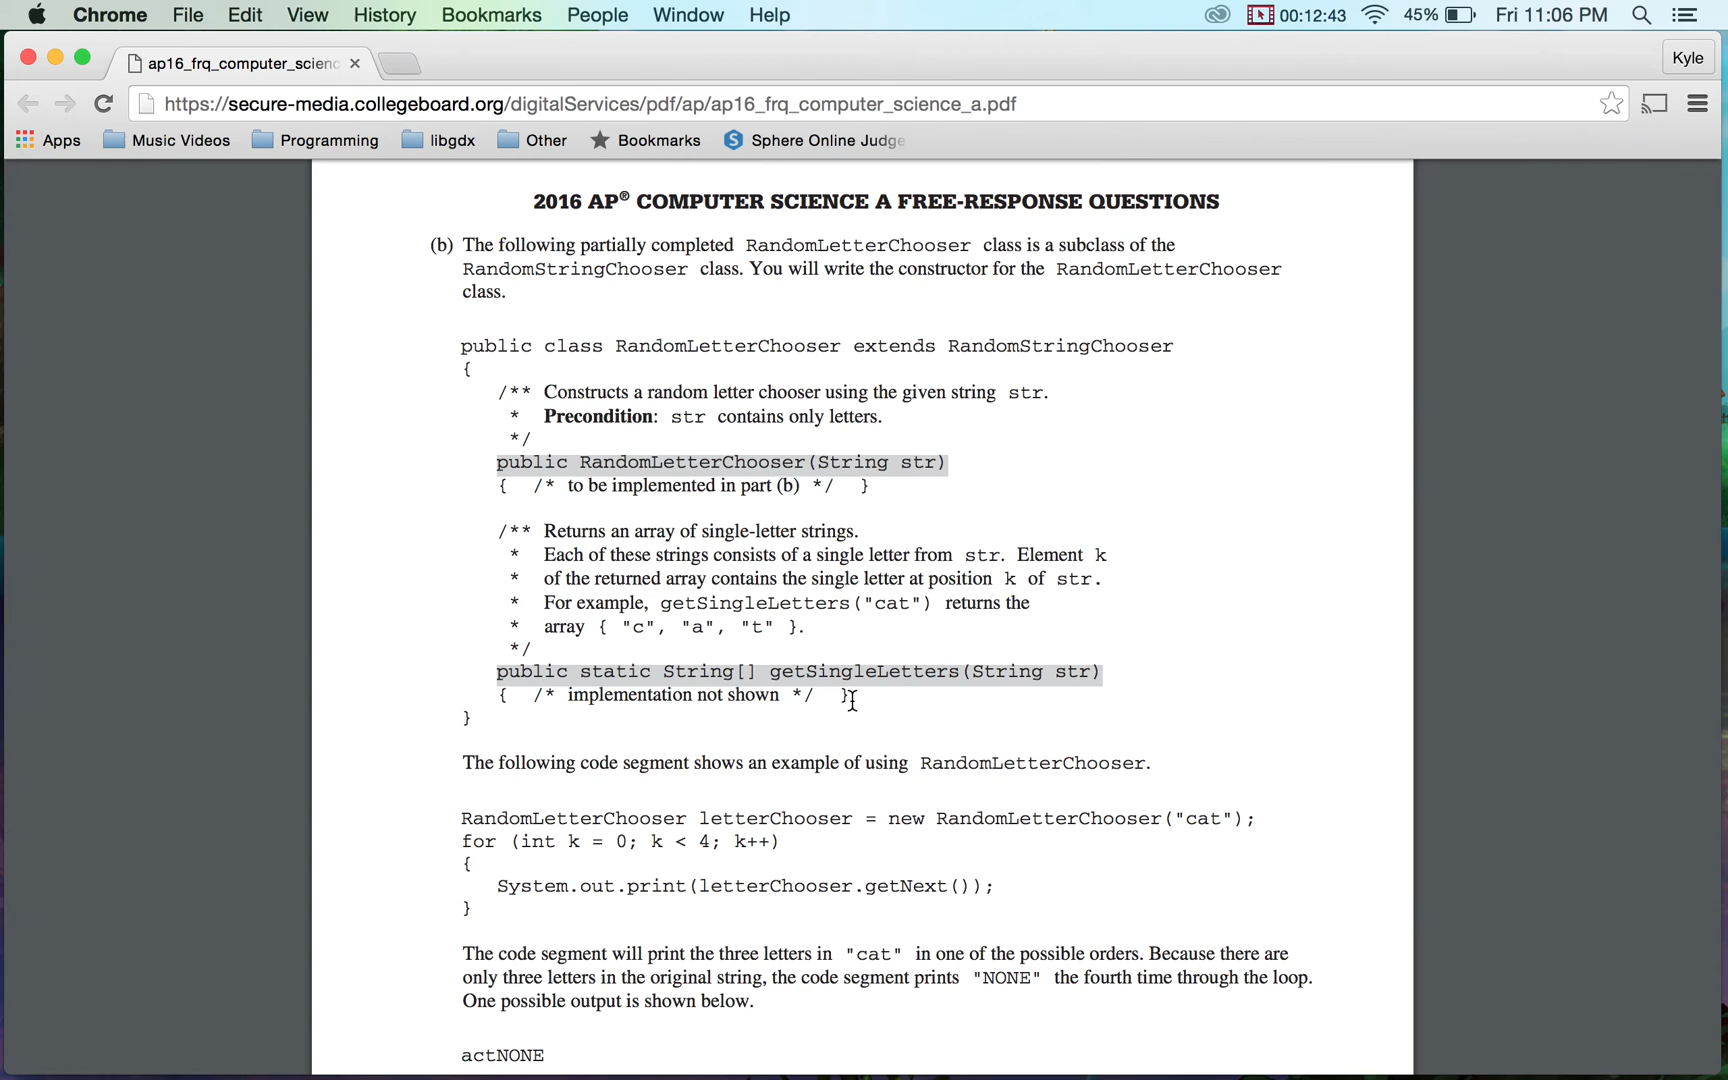 Chrome File Edit View History Bookmarks People Window Help 00:12:43 45% Fri 11:06 PM
ap16_frq_computer_scienc Kyle
https://secure-media.collegeboard.org/digitalServices/pdf/ap/ap16_frq_computer_science_a.pdf
Apps Music Videos Programming libgdx Other Bookmarks Sphere Online Judge
2016 AP® COMPUTER SCIENCE A FREE-RESPONSE QUESTIONS
(b) The following partially completed RandomLetterChooser class is a subclass of the
RandomStringChooser class. You will write the constructor for the RandomLetterChooser
class.
public class RandomLetterChooser extends RandomStringChooser
{
/** Constructs a random letter chooser using the given string str.
* Precondition: str contains only letters.
*/
public RandomLetterChooser(String str)
{ /* to be implemented in part (b) */ }
/** Returns an array of single-letter strings.
* Each of these strings consists of a single letter from str. Element k
* of the returned array contains the single letter at position k of str.
* For example, getSingleLetters("cat") returns the
* array { "c", "a", "t" }.
*/
public static String[] getSingleLetters(String str)
{ /* implementation not shown */ }
}
The following code segment shows an example of using RandomLetterChooser.
RandomLetterChooser letterChooser = new RandomLetterChooser("cat");
for (int k = 0; k < 4; k++)
{
System.out.print(letterChooser.getNext());
}
The code segment will print the three letters in "cat" in one of the possible orders. Because there are
only three letters in the original string, the code segment prints "NONE" the fourth time through the loop.
One possible output is shown below.
actNONE